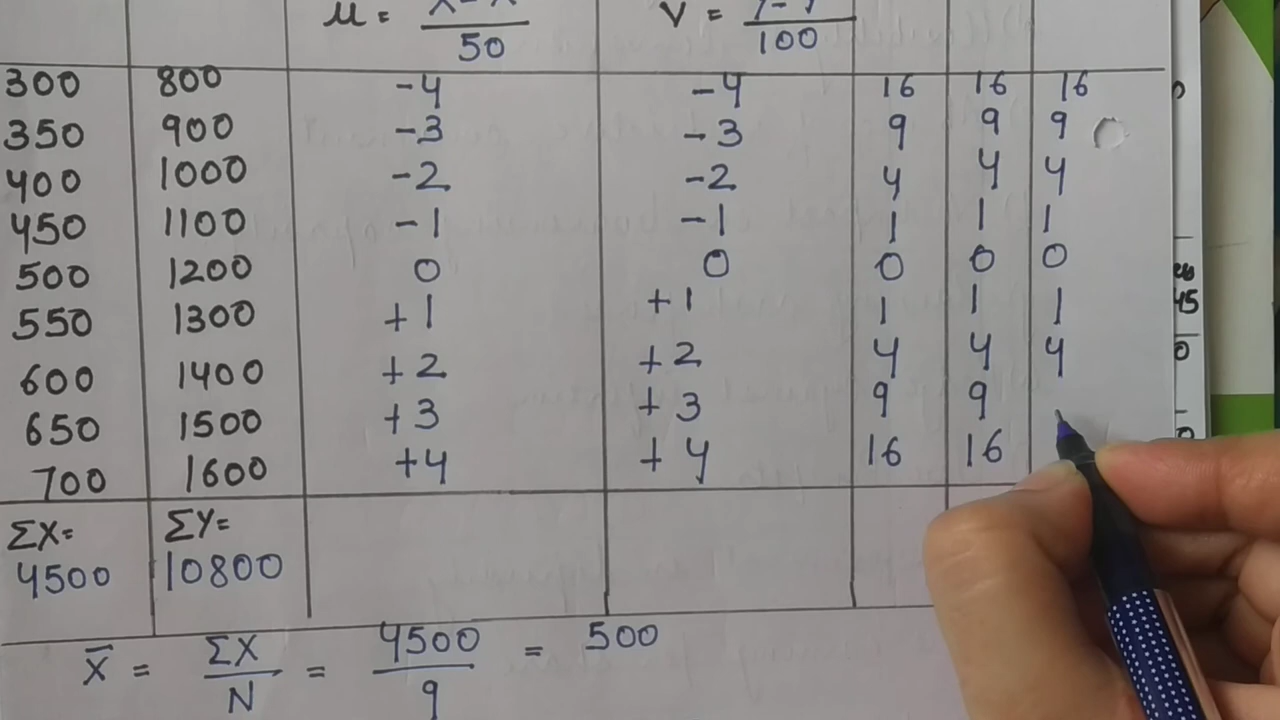 μ = X - X̄ / 50 V = Y - Ȳ / 100
300 800 -4 -4 16 16 16
350 900 -3 -3 9 9 9
400 1000 -2 -2 4 4 4
450 1100 -1 -1 1 1 1
500 1200 0 0 0 0 0
550 1300 +1 +1 1 1 1
600 1400 +2 +2 4 4 4
650 1500 +3 +3 9 9
700 1600 +4 +4 16 16
ΣX= ΣY=
4500 10800
X̄ = ΣX / N = 4500 / 9 = 500
45
0